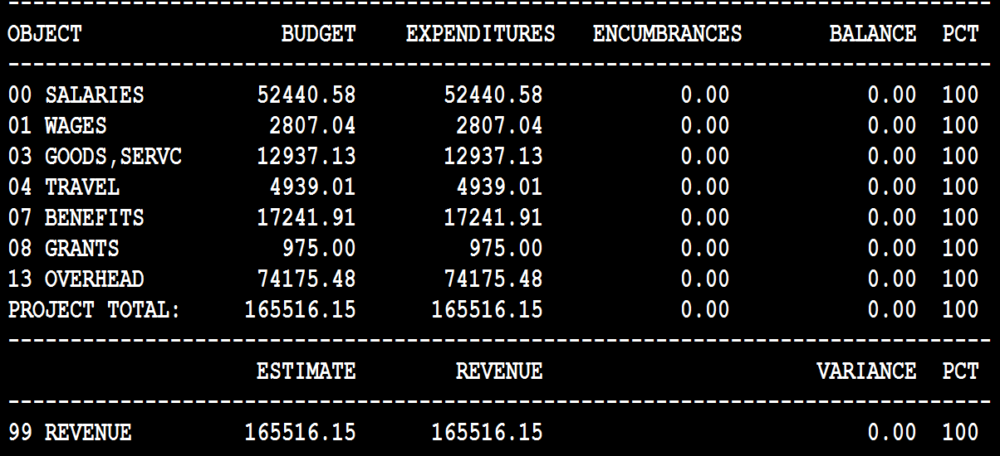 -------------------------------------------------------------------------------
OBJECT                BUDGET    EXPENDITURES   ENCUMBRANCES       BALANCE  PCT
-------------------------------------------------------------------------------
00 SALARIES         52440.58       52440.58           0.00           0.00  100
01 WAGES             2807.04        2807.04           0.00           0.00  100
03 GOODS,SERVC      12937.13       12937.13           0.00           0.00  100
04 TRAVEL            4939.01        4939.01           0.00           0.00  100
07 BENEFITS         17241.91       17241.91           0.00           0.00  100
08 GRANTS             975.00         975.00           0.00           0.00  100
13 OVERHEAD         74175.48       74175.48           0.00           0.00  100
PROJECT TOTAL:     165516.15      165516.15           0.00           0.00  100
-------------------------------------------------------------------------------
                    ESTIMATE        REVENUE                      VARIANCE  PCT
-------------------------------------------------------------------------------
99 REVENUE         165516.15      165516.15                          0.00  100